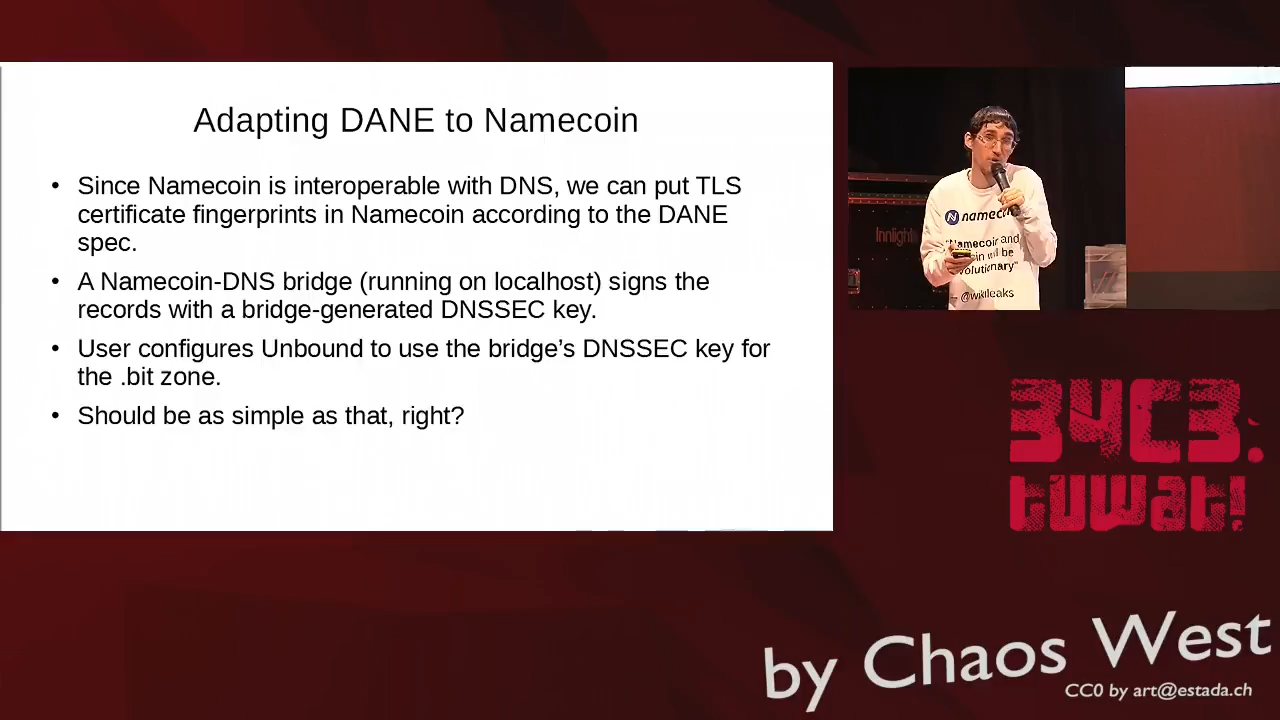 Adapting DANE to Namecoin
• Since Namecoin is interoperable with DNS, we can put TLS
certificate fingerprints in Namecoin according to the DANE
spec.
• A Namecoin-DNS bridge (running on localhost) signs the
records with a bridge-generated DNSSEC key.
• User configures Unbound to use the bridge’s DNSSEC key for
the .bit zone.
• Should be as simple as that, right?
"Namecoin and
will be
@wikileaks
34C3:
tuwat!
by Chaos West
CC0 by art@estada.ch